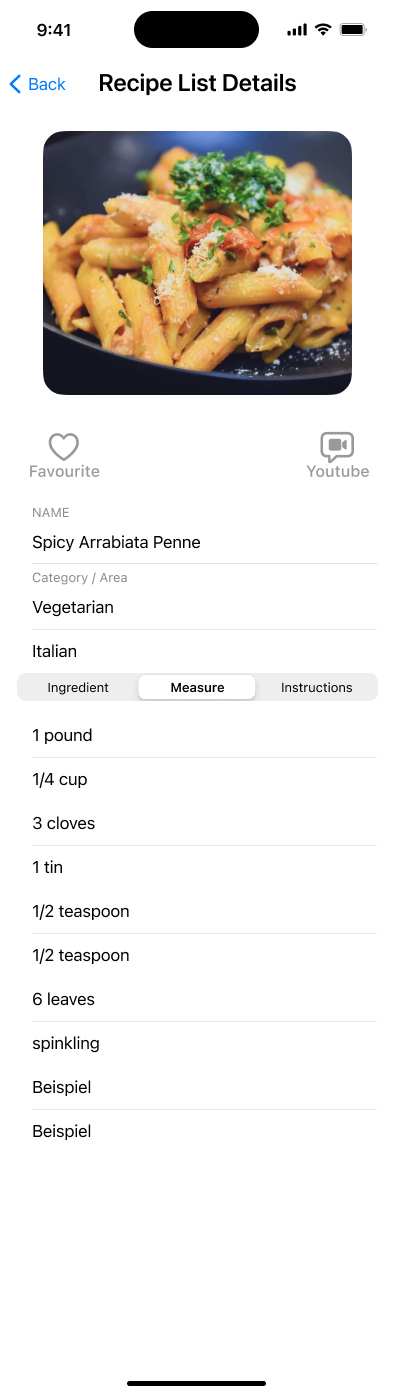 9:41
Back
Recipe List Details
Favourite
Youtube
NAME
Spicy Arrabiata Penne
Category / Area
Vegetarian
Italian
Ingredient
Measure
Instructions
1 pound
1/4 cup
3 cloves
1 tin
1/2 teaspoon
1/2 teaspoon
6 leaves
spinkling
Beispiel
Beispiel